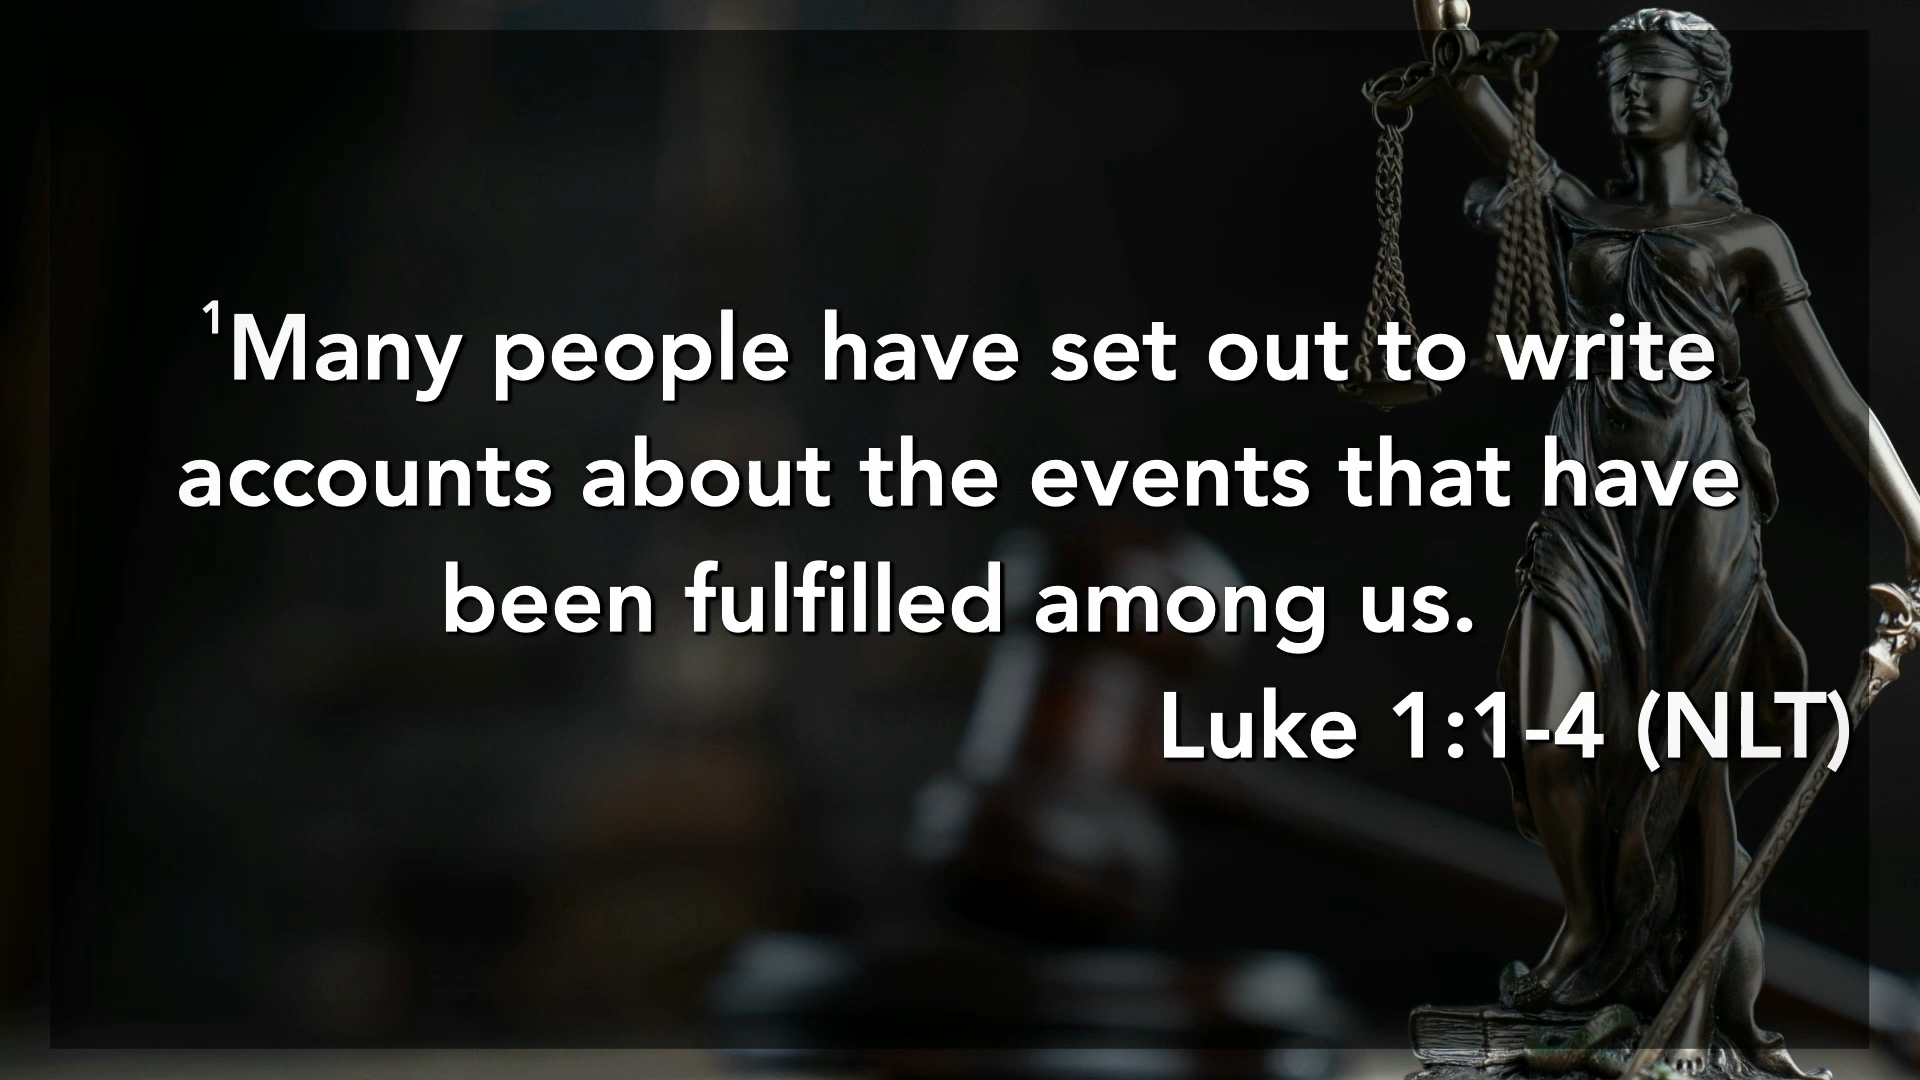 ¹Many people have set out to write
accounts about the events that have
been fulfilled among us.
Luke 1:1-4 (NLT)